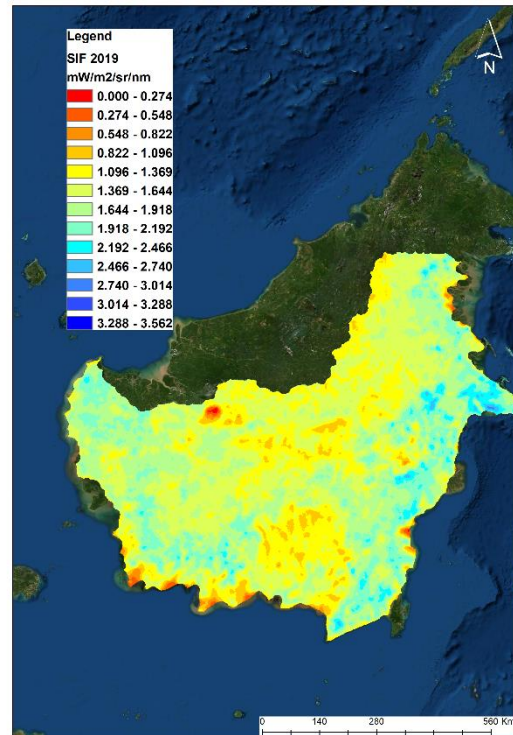 Legend
SIF 2019
mW/m2/sr/nm
0.000 - 0.274
0.274 - 0.548
0.548 - 0.822
0.822 - 1.096
1.096 - 1.369
1.369 - 1.644
1.644 - 1.918
1.918 - 2.192
2.192 - 2.466
2.466 - 2.740
2.740 - 3.014
3.014 - 3.288
3.288 - 3.562
N
0 140 280 560 Km